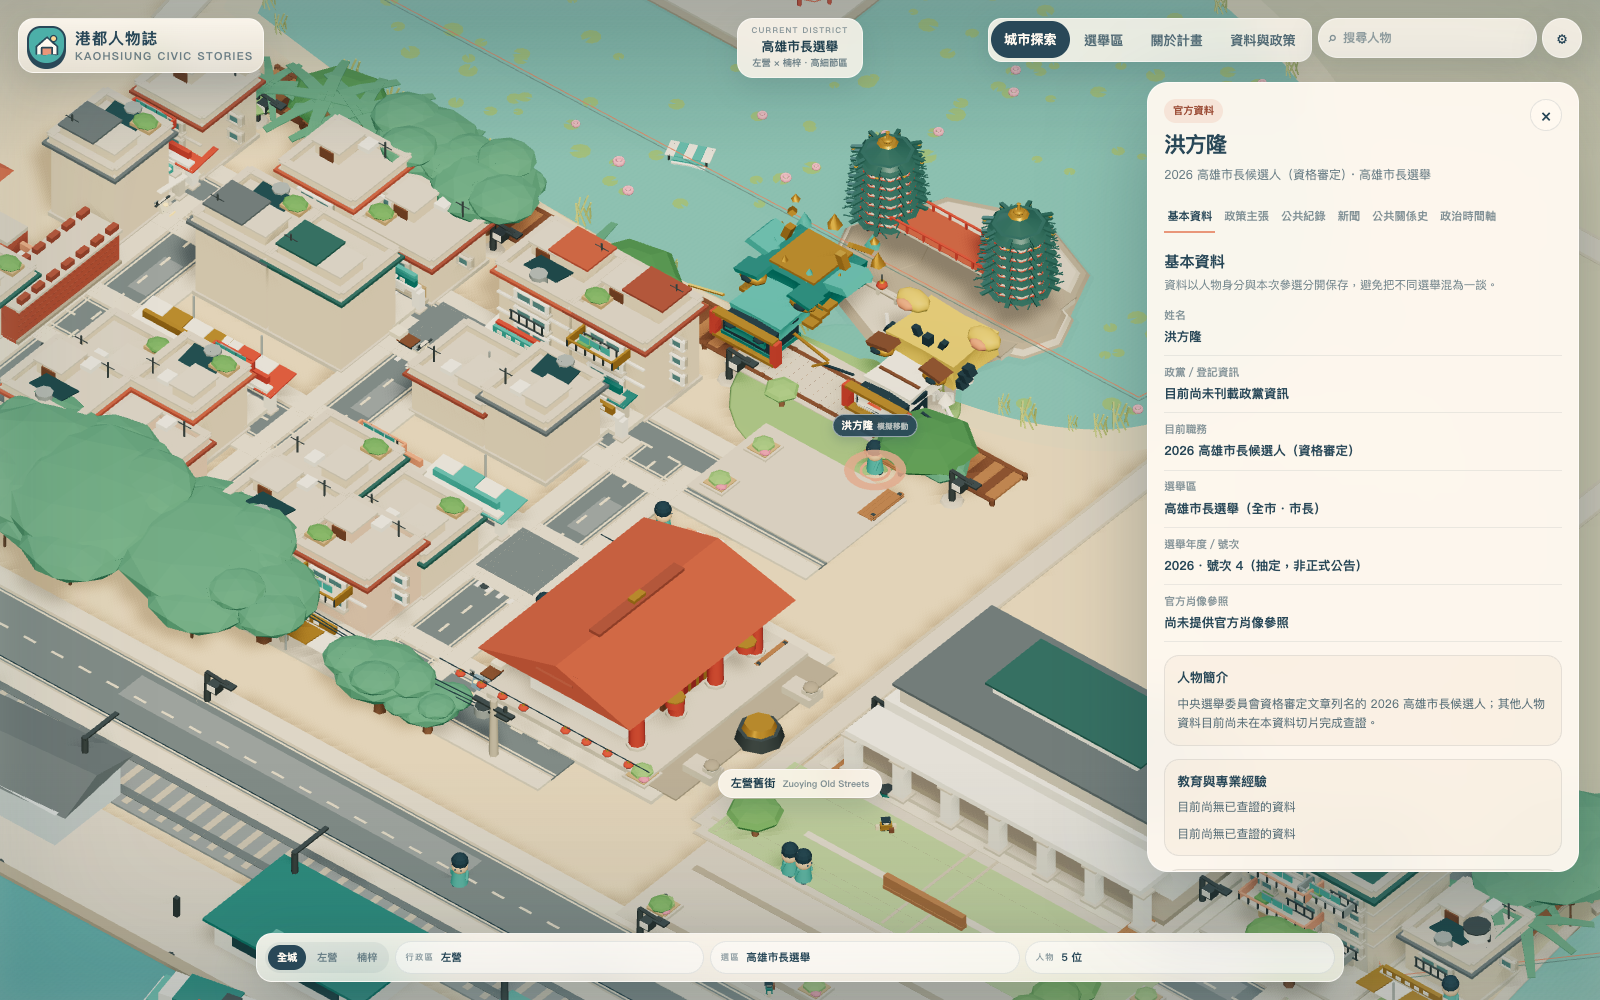 港都人物誌
KAOHSIUNG CIVIC STORIES
CURRENT DISTRICT
高雄市長選舉
左營 × 楠梓 · 高細節區
城市探索
選舉區
關於計畫
資料與政策
搜尋人物
官方資料
洪方隆
2026 高雄市長候選人（資格審定）· 高雄市長選舉
基本資料
政策主張
公共紀錄
新聞
公共關係史
政治時間軸
基本資料
資料以人物身分與本次參選分開保存，避免把不同選舉混為一談。
姓名
洪方隆
政黨 / 登記資訊
目前尚未刊載政黨資訊
目前職務
2026 高雄市長候選人（資格審定）
選舉區
高雄市長選舉（全市 · 市長）
選舉年度 / 號次
2026 · 號次 4（抽定，非正式公告）
官方肖像參照
尚未提供官方肖像參照
人物簡介
中央選舉委員會資格審定文章列名的 2026 高雄市長候選人；其他人物
資料目前尚未在本資料切片完成查證。
教育與專業經驗
目前尚無已查證的資料
目前尚無已查證的資料
洪方隆 模擬移動
左營舊街 Zuoying Old Streets
全城
左營
楠梓
行政區 左營
選區 高雄市長選舉
人物 5 位